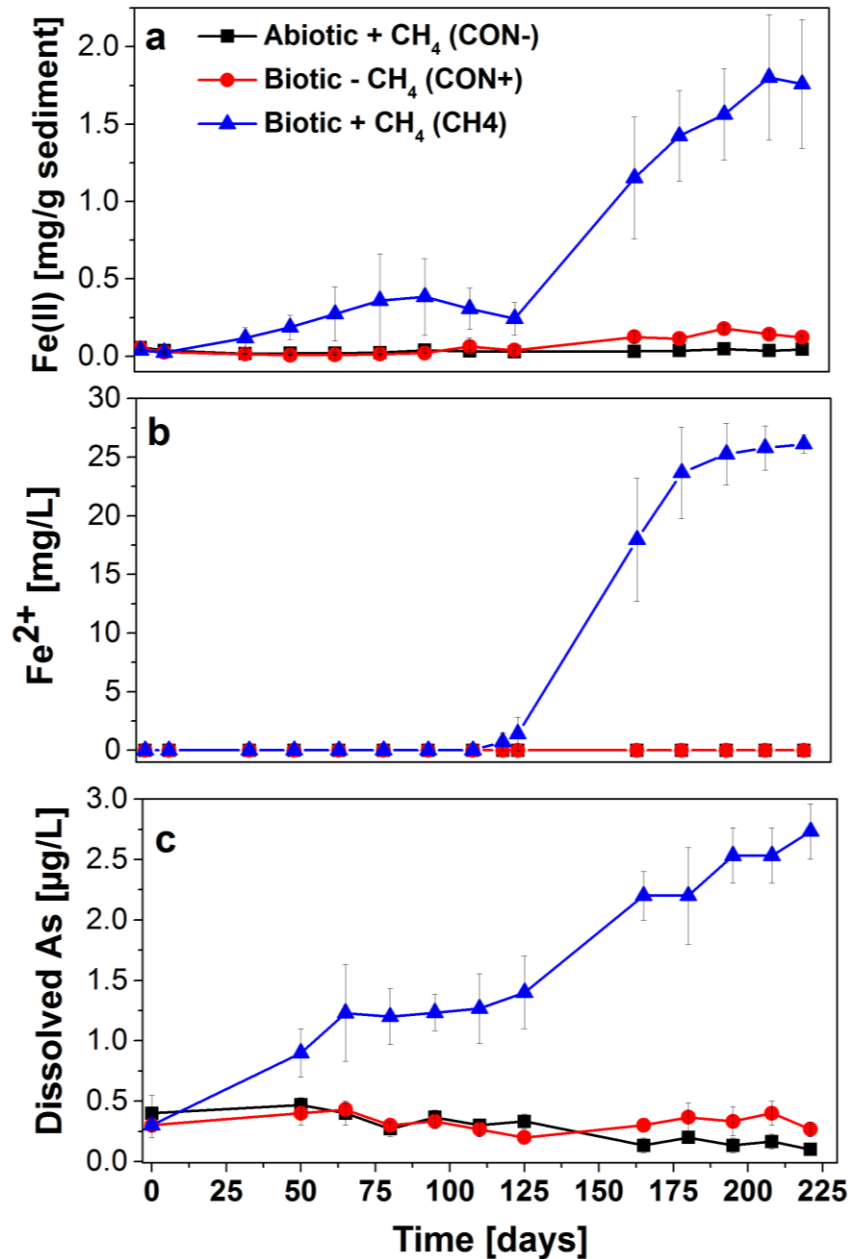 a
Abiotic + CH4 (CON-)
Biotic - CH4 (CON+)
Biotic + CH4 (CH4)
Fe(II) [mg/g sediment]
2.0
1.5
1.0
0.5
0.0
b
Fe2+ [mg/L]
30
25
20
15
10
5
0
c
Dissolved As [µg/L]
3.0
2.5
2.0
1.5
1.0
0.5
0.0
0 25 50 75 100 125 150 175 200 225
Time [days]